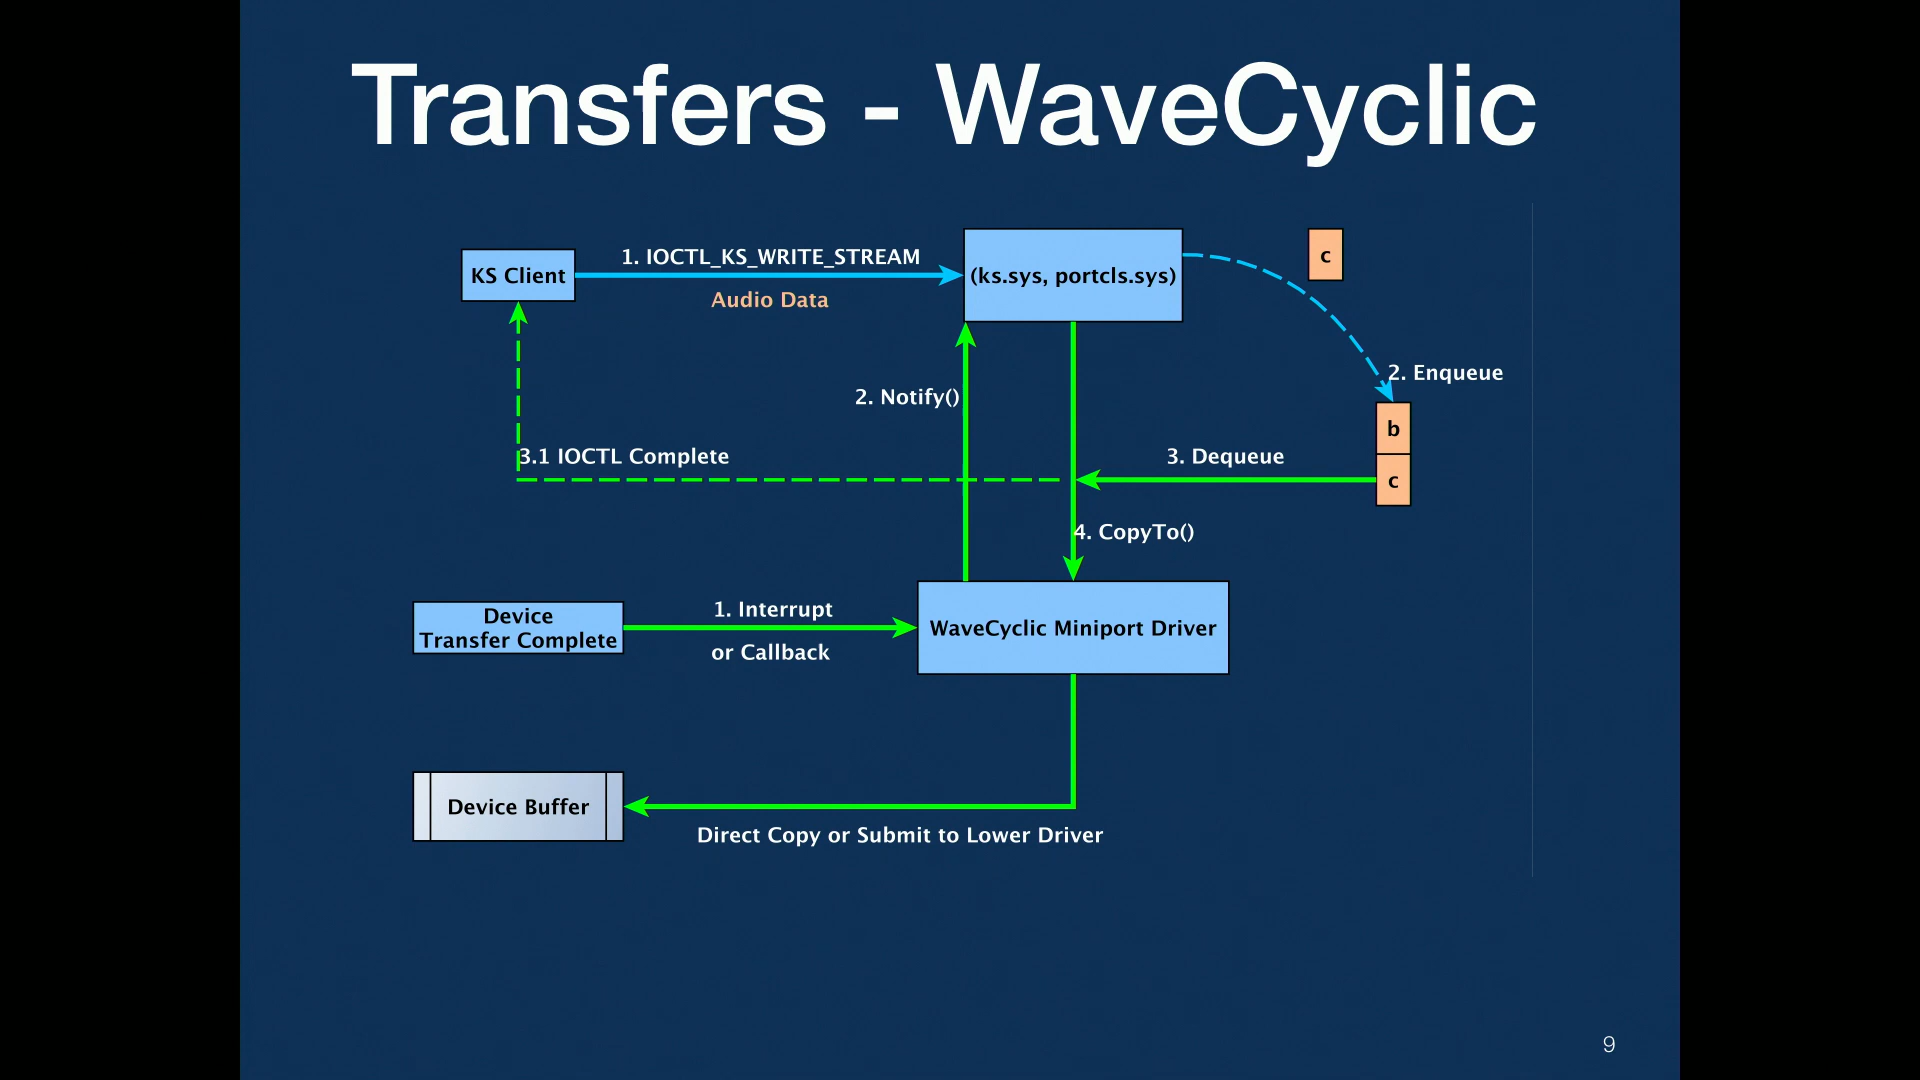 Transfers - WaveCyclic
1. IOCTL_KS_WRITE_STREAM
KS Client
(ks.sys, portcls.sys)
c
Audio Data
2. Enqueue
2. Notify()
b
3.1 IOCTL Complete
3. Dequeue
c
4. CopyTo()
Device
Transfer Complete
1. Interrupt
or Callback
WaveCyclic Miniport Driver
Device Buffer
Direct Copy or Submit to Lower Driver
9